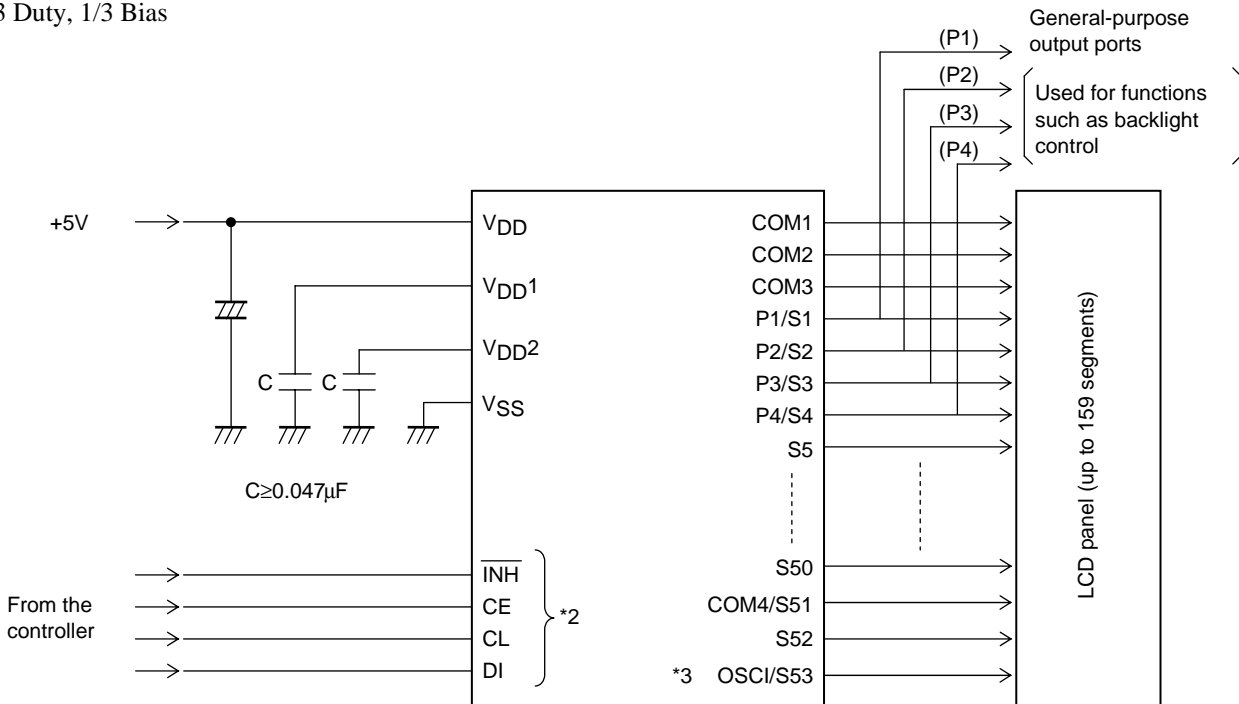 3 Duty, 1/3 Bias
General-purpose
output ports
(P1)
(P2)
(P3)
(P4)
Used for functions
such as backlight
control
+5V
VDD
VDD1
VDD2
VSS
C
C
C≥0.047μF
COM1
COM2
COM3
P1/S1
P2/S2
P3/S3
P4/S4
S5
S50
COM4/S51
S52
*3 OSCI/S53
LCD panel (up to 159 segments)
From the
controller
INH
CE
CL
DI
*2